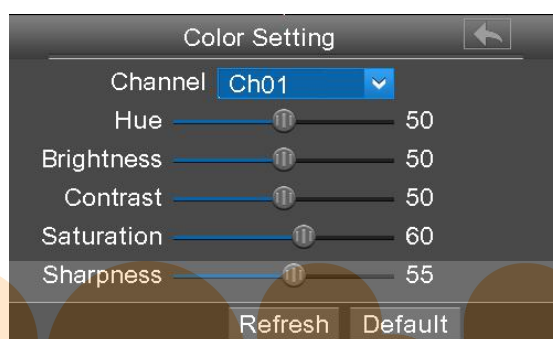 Color Setting
Channel Ch01
Hue 50
Brightness 50
Contrast 50
Saturation 60
Sharpness 55
Refresh Default